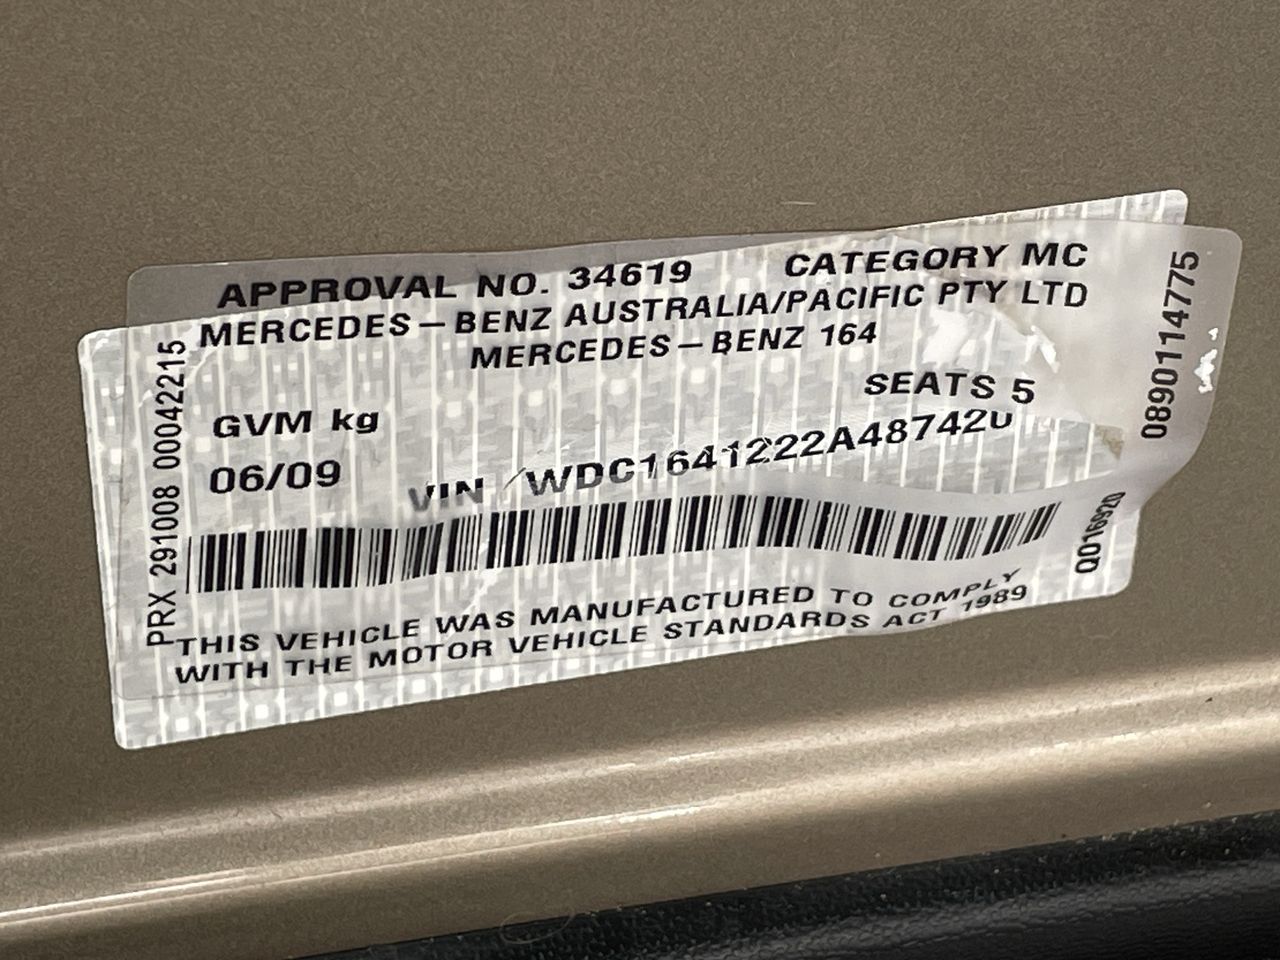 APPROVAL NO. 34619 CATEGORY MC
MERCEDES-BENZ AUSTRALIA/PACIFIC PTY LTD
MERCEDES-BENZ 164
SEATS 5
GVM kg
06/09
VIN WDC1641222A487420
THIS VEHICLE WAS MANUFACTURED TO COMPLY
WITH THE MOTOR VEHICLE STANDARDS ACT 1989
PRX 291008 00042215
0890114775
Q016920